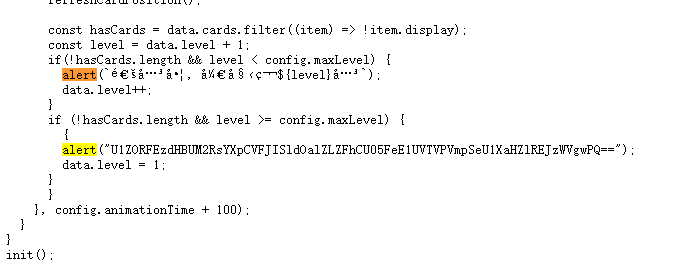 refreshCardPosition();
const hasCards = data.cards.filter((item) => !item.display);
const level = data.level + 1;
if(!hasCards.length && level < config.maxLevel) {
alert(`é€šå…³å•¦, å¼€å§‹ç¬¬${level}å…³`);
data.level++;
}
if (!hasCards.length && level >= config.maxLevel) {
{
alert("U1ZORFEzdHBUM2RsYXpCVFJISldOalZLZFhCU05FeE1UVTVPVmpSeU1XaHZlREJzWVgwPQ==");
data.level = 1;
}
}
}, config.animationTime + 100);
}
}
init();